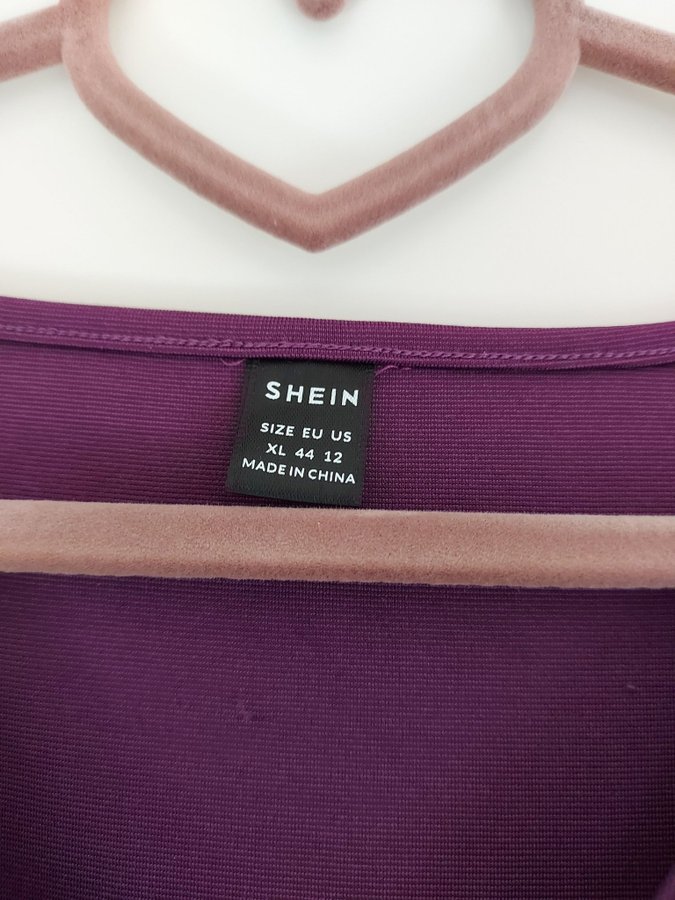 SHEIN
SIZE EU US
XL 44 12
MADE IN CHINA